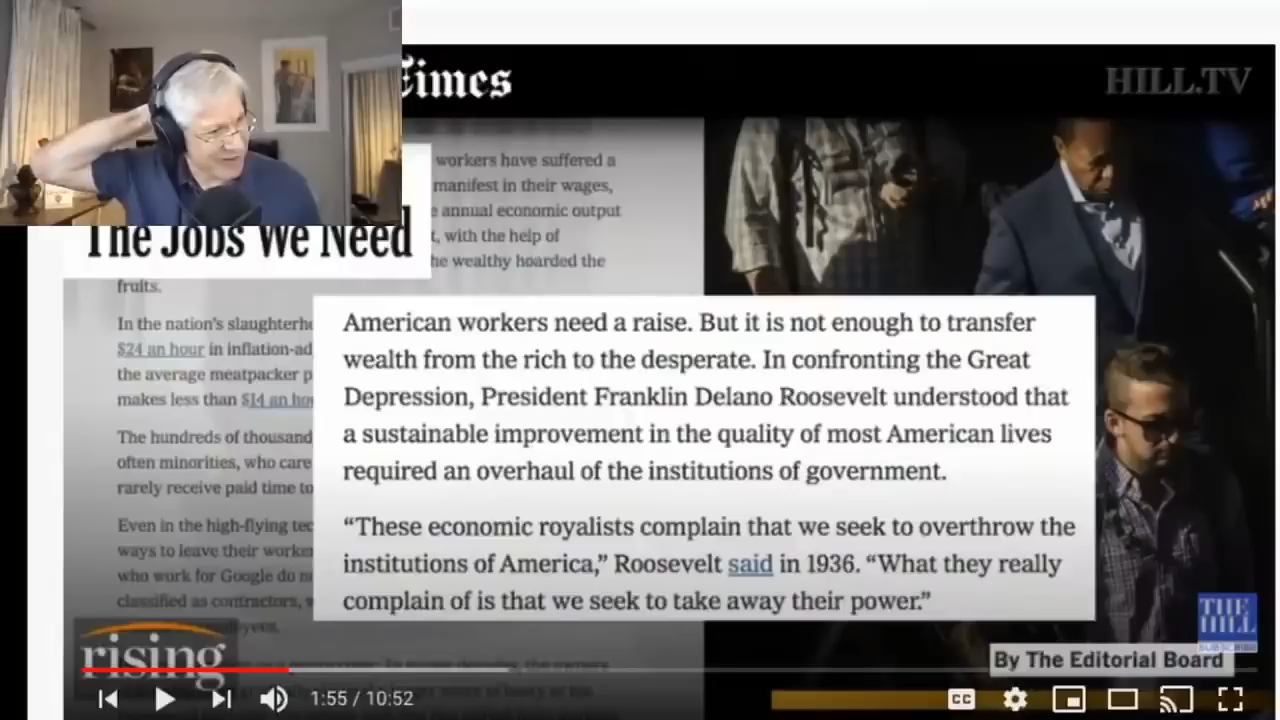 Times
HILL.TV
workers have suffered a
manifest in their wages,
annual economic output
t, with the help of
he wealthy hoarded the
fruits.
The Jobs We Need
In the nation's slaughterh
$24 an hour in inflation-ad
the average meatpacker p
makes less than $14 an ho
The hundreds of thousand
often minorities, who care
rarely receive paid time to
Even in the high-flying tec
ways to leave their worke
who work for Google do n
classified as contractors,
American workers need a raise. But it is not enough to transfer
wealth from the rich to the desperate. In confronting the Great
Depression, President Franklin Delano Roosevelt understood that
a sustainable improvement in the quality of most American lives
required an overhaul of the institutions of government.
“These economic royalists complain that we seek to overthrow the
institutions of America,” Roosevelt said in 1936. “What they really
complain of is that we seek to take away their power.”
rising
THE
HILL
By The Editorial Board
1:55 / 10:52
CC